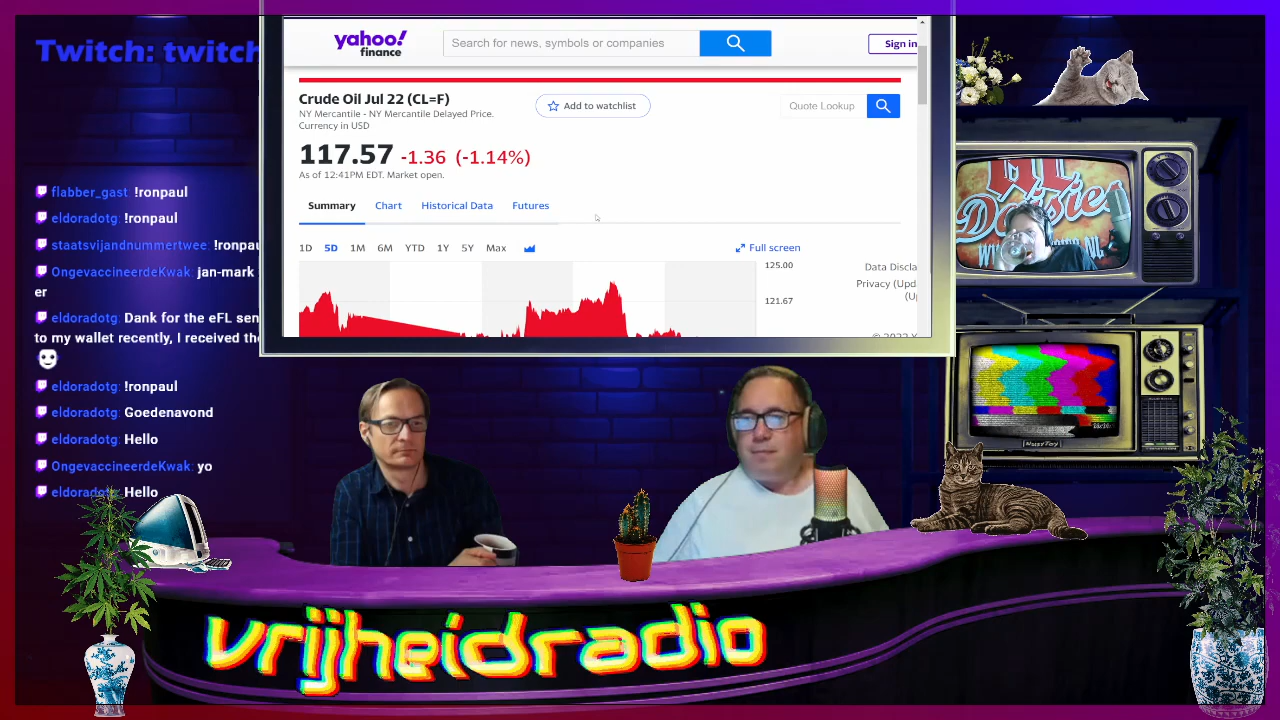 Twitch: twitch
yahoo!
finance
Search for news, symbols or companies
Sign in
Crude Oil Jul 22 (CL=F)
NY Mercantile - NY Mercantile Delayed Price.
Currency in USD
Add to watchlist
Quote Lookup
117.57 -1.36 (-1.14%)
As of 12:41PM EDT. Market open.
Summary Chart Historical Data Futures
1D 5D 1M 6M YTD 1Y 5Y Max
Full screen
125.00
121.67
Data Discla
Privacy (Upd
(Up
flabber_gast: !ronpaul
eldoradotg: !ronpaul
staatsvijandnummertwee: !ronpau
OngevaccineerdeKwak: jan-mark
er
eldoradotg: Dank for the eFL sen
to my wallet recently, I received the
eldoradotg: !ronpaul
eldoradotg: Goedenavond
eldoradotg: Hello
OngevaccineerdeKwak: yo
eldoradotg: Hello
vrijheidradio